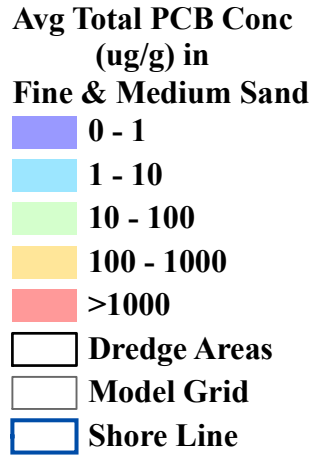 Avg Total PCB Conc
(ug/g) in
Fine & Medium Sand
0 - 1
1 - 10
10 - 100
100 - 1000
>1000
Dredge Areas
Model Grid
Shore Line